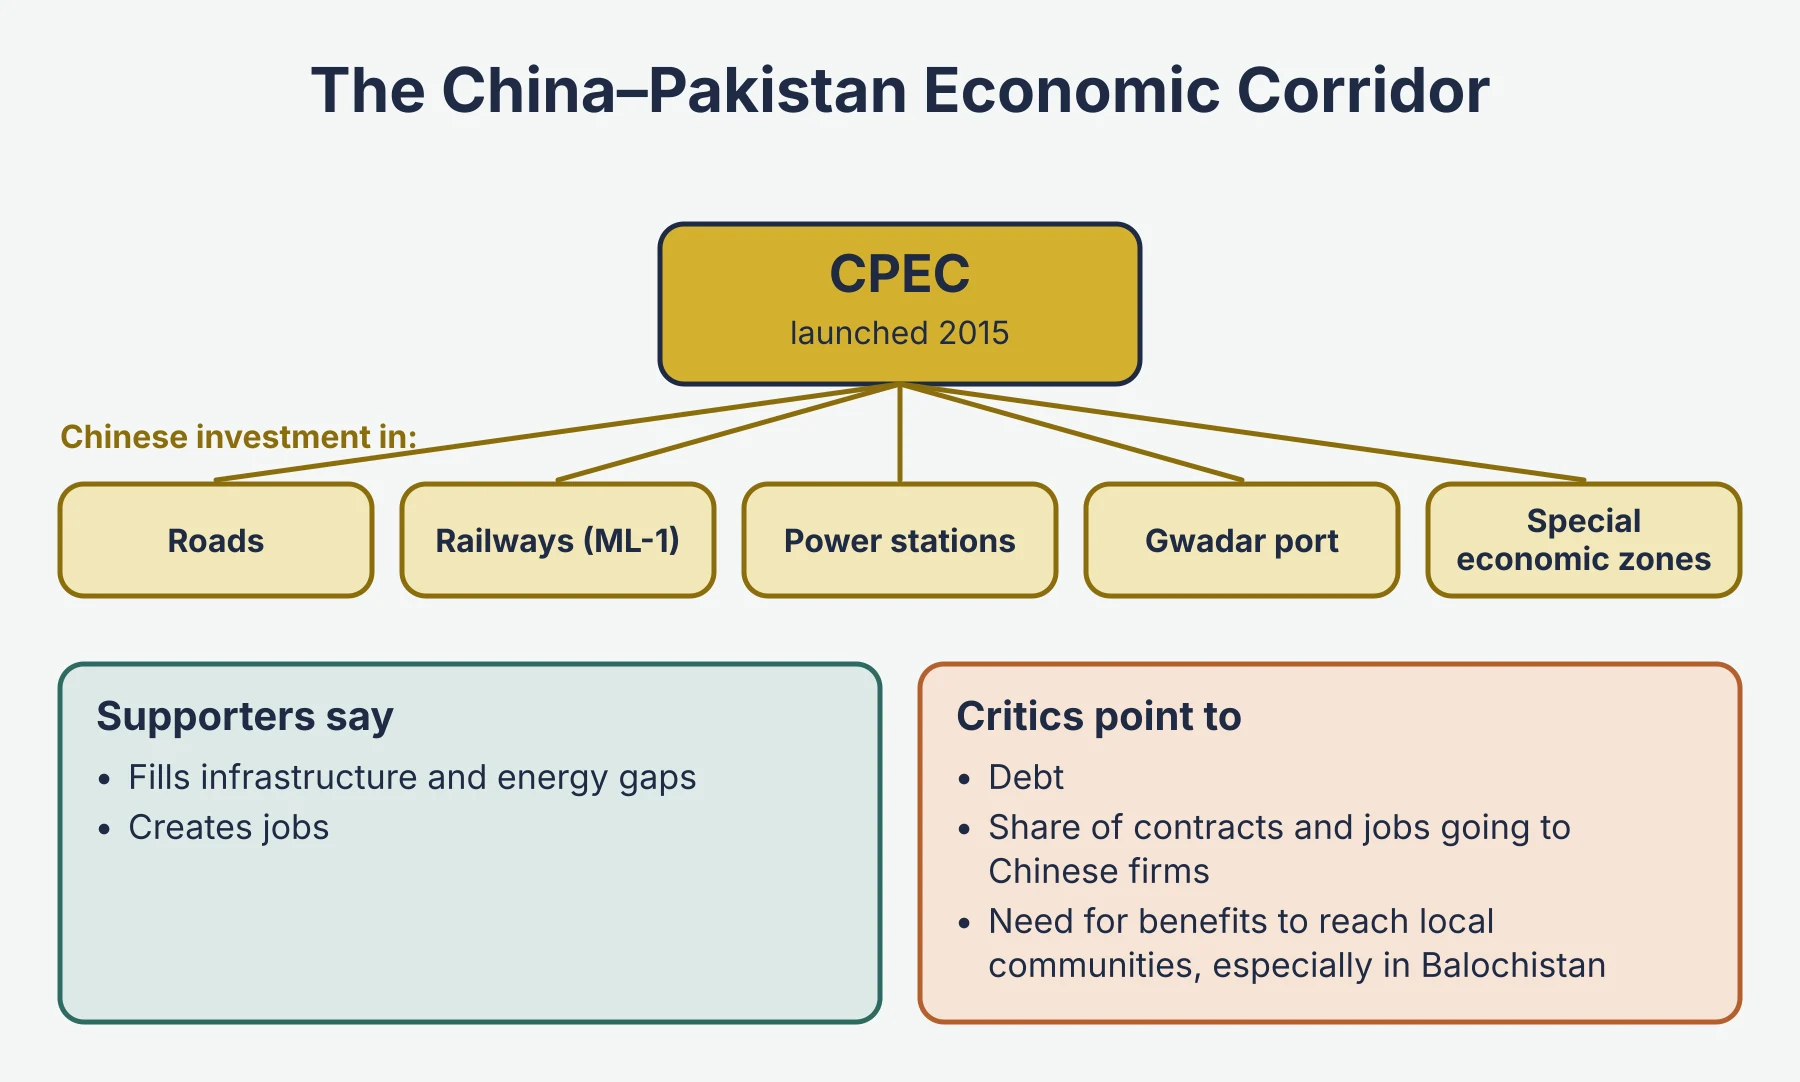 The China–Pakistan Economic Corridor
CPEC
launched 2015
Chinese investment in:
Roads
Railways (ML-1)
Power stations
Gwadar port
Special
economic zones
Supporters say
• Fills infrastructure and energy gaps
• Creates jobs
Critics point to
• Debt
• Share of contracts and jobs going to
Chinese firms
• Need for benefits to reach local
communities, especially in Balochistan